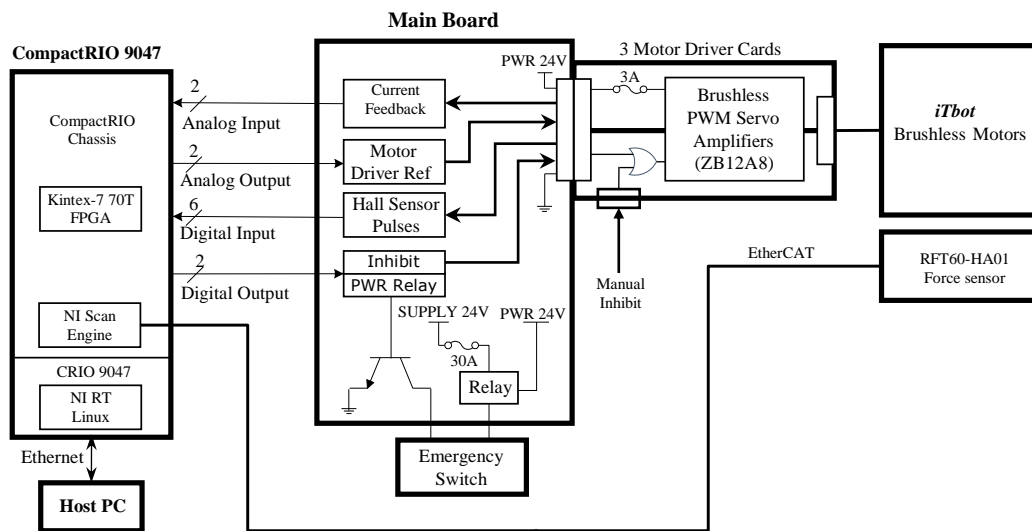 Main Board
CompactRIO 9047
3 Motor Driver Cards
PWR 24V
3A
2
Current
Feedback
Analog Input
CompactRIO
Chassis
Brushless
PWM Servo
Amplifiers
(ZB12A8)
iTbot
Brushless Motors
2
Motor
Driver Ref
Analog Output
Kintex-7 70T
FPGA
6
Hall Sensor
Pulses
Digital Input
2
Inhibit
PWR Relay
Digital Output
Manual
Inhibit
EtherCAT
RFT60-HA01
Force sensor
NI Scan
Engine
SUPPLY 24V
PWR 24V
30A
Relay
CRIO 9047
NI RT
Linux
Ethernet
Emergency
Switch
Host PC